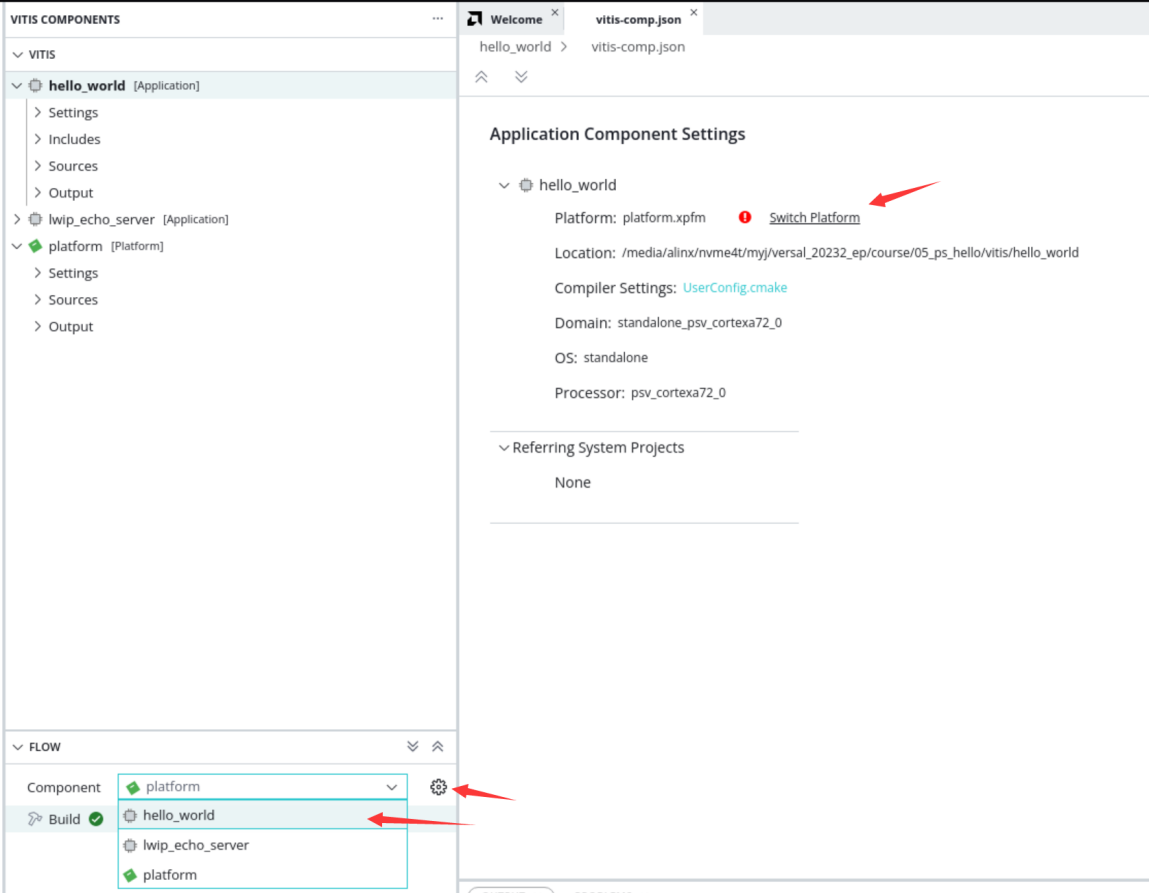 VITIS COMPONENTS
VITIS
hello_world [Application]
Settings
Includes
Sources
Output
lwip_echo_server [Application]
platform [Platform]
Settings
Sources
Output
FLOW
Component platform
Build
hello_world
lwip_echo_server
platform
Welcome
vitis-comp.json
hello_world > vitis-comp.json
Application Component Settings
hello_world
Platform: platform.xpfm Switch Platform
Location: /media/alinx/nvme4t/myj/versal_20232_ep/course/05_ps_hello/vitis/hello_world
Compiler Settings: UserConfig.cmake
Domain: standalone_psv_cortexa72_0
OS: standalone
Processor: psv_cortexa72_0
Referring System Projects
None